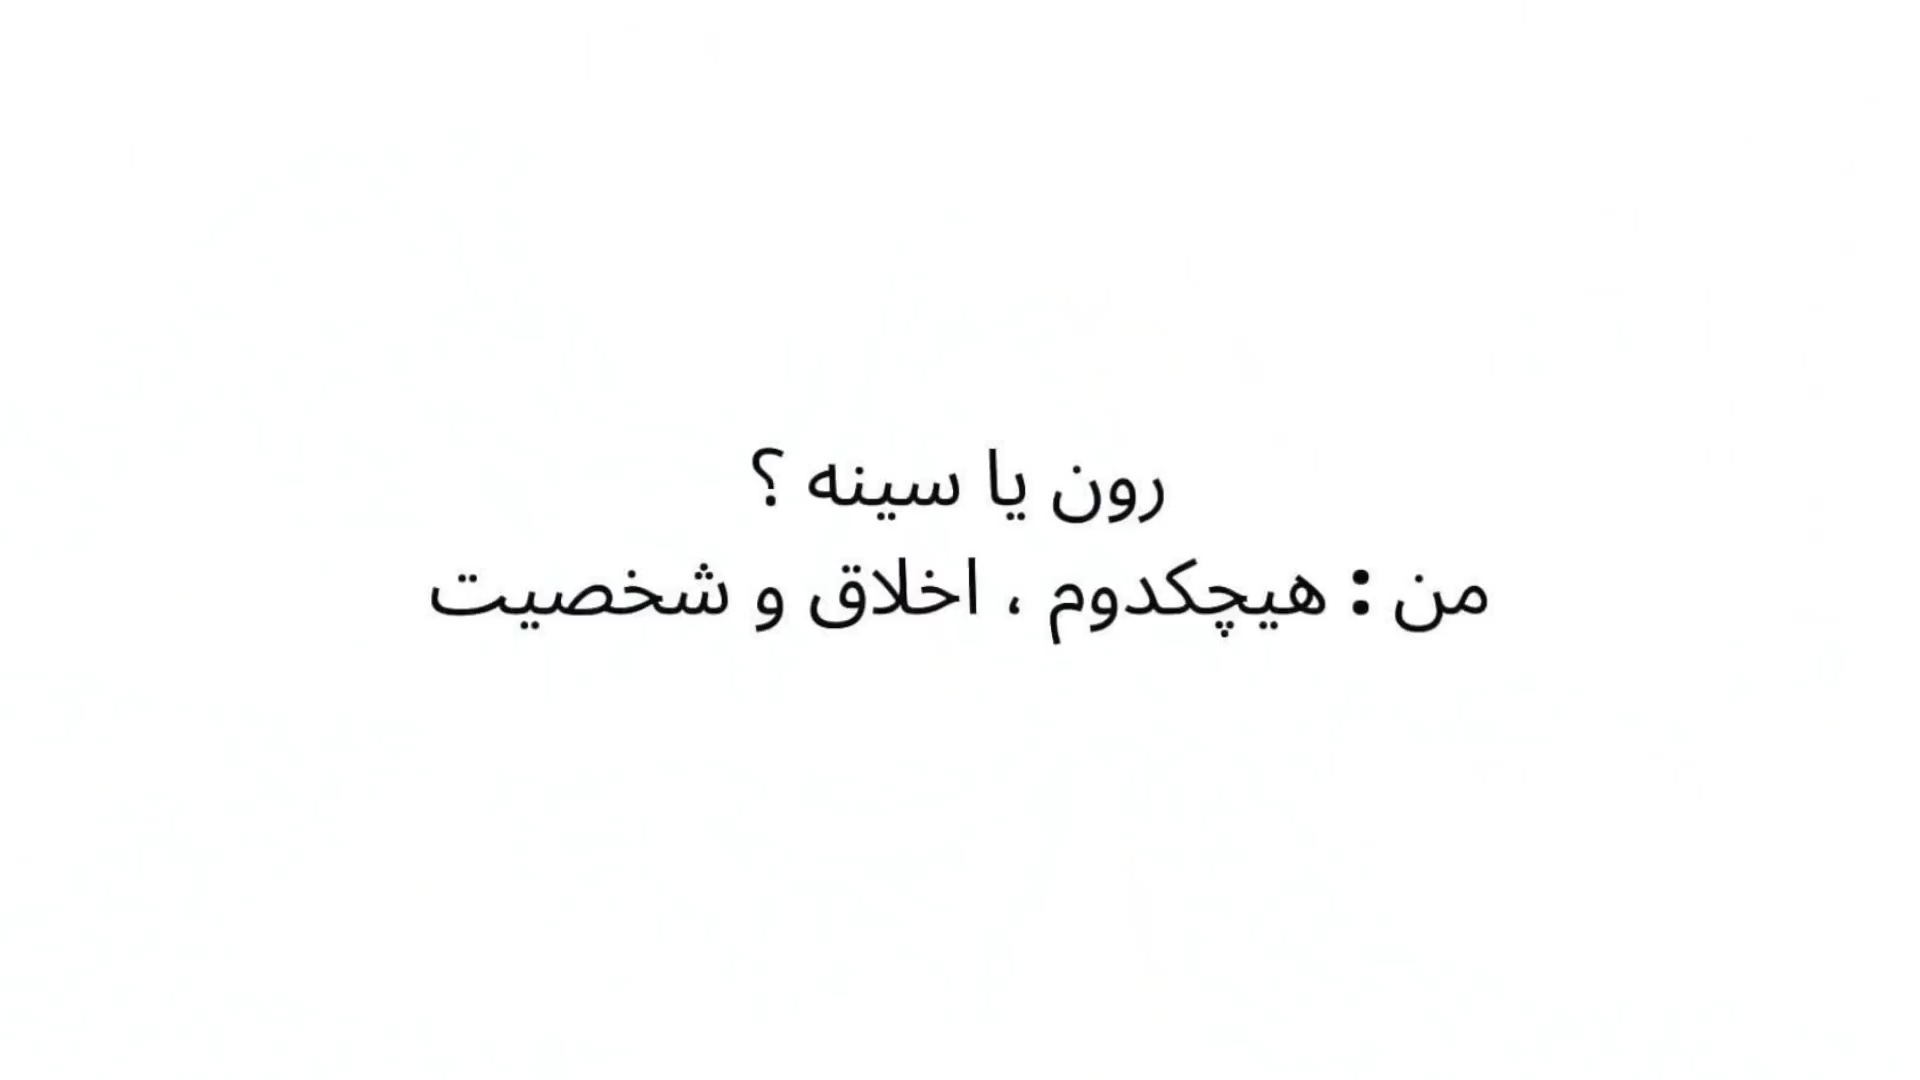 رون یا سینه ؟
من : هیچکدوم ، اخلاق و شخصیت